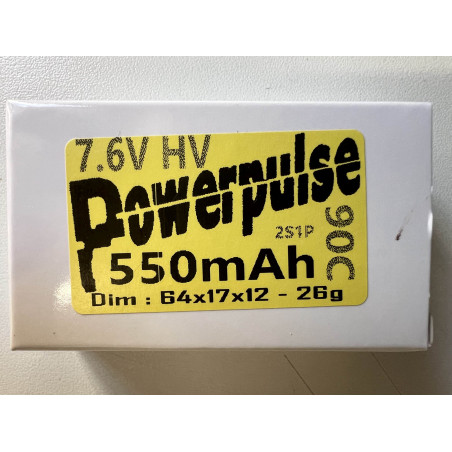 7.6V HV
Powerpulse
90C
2S1P
550mAh
Dim : 64x17x12 - 26g